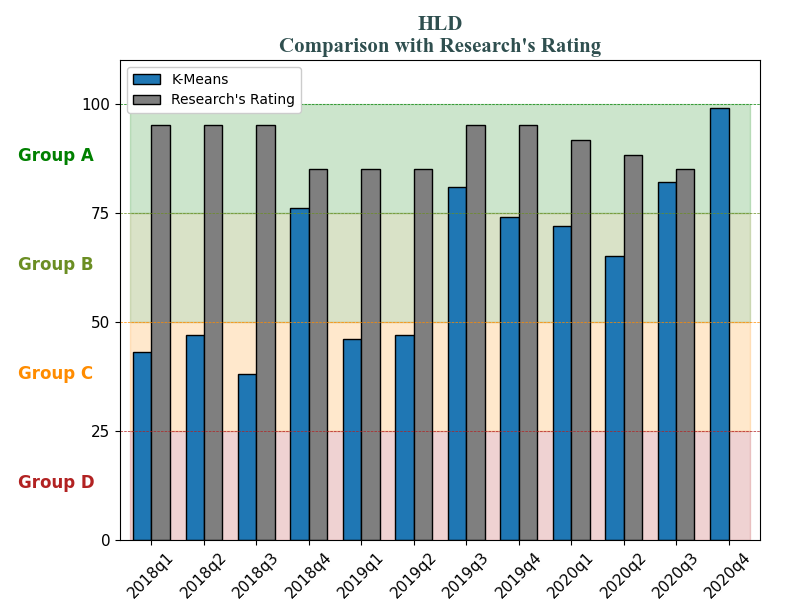 HLD
Comparison with Research's Rating
K-Means
Research's Rating
100
Group A
75
Group B
50
Group C
25
Group D
0
2018q1
2018q2
2018q3
2018q4
2019q1
2019q2
2019q3
2019q4
2020q1
2020q2
2020q3
2020q4